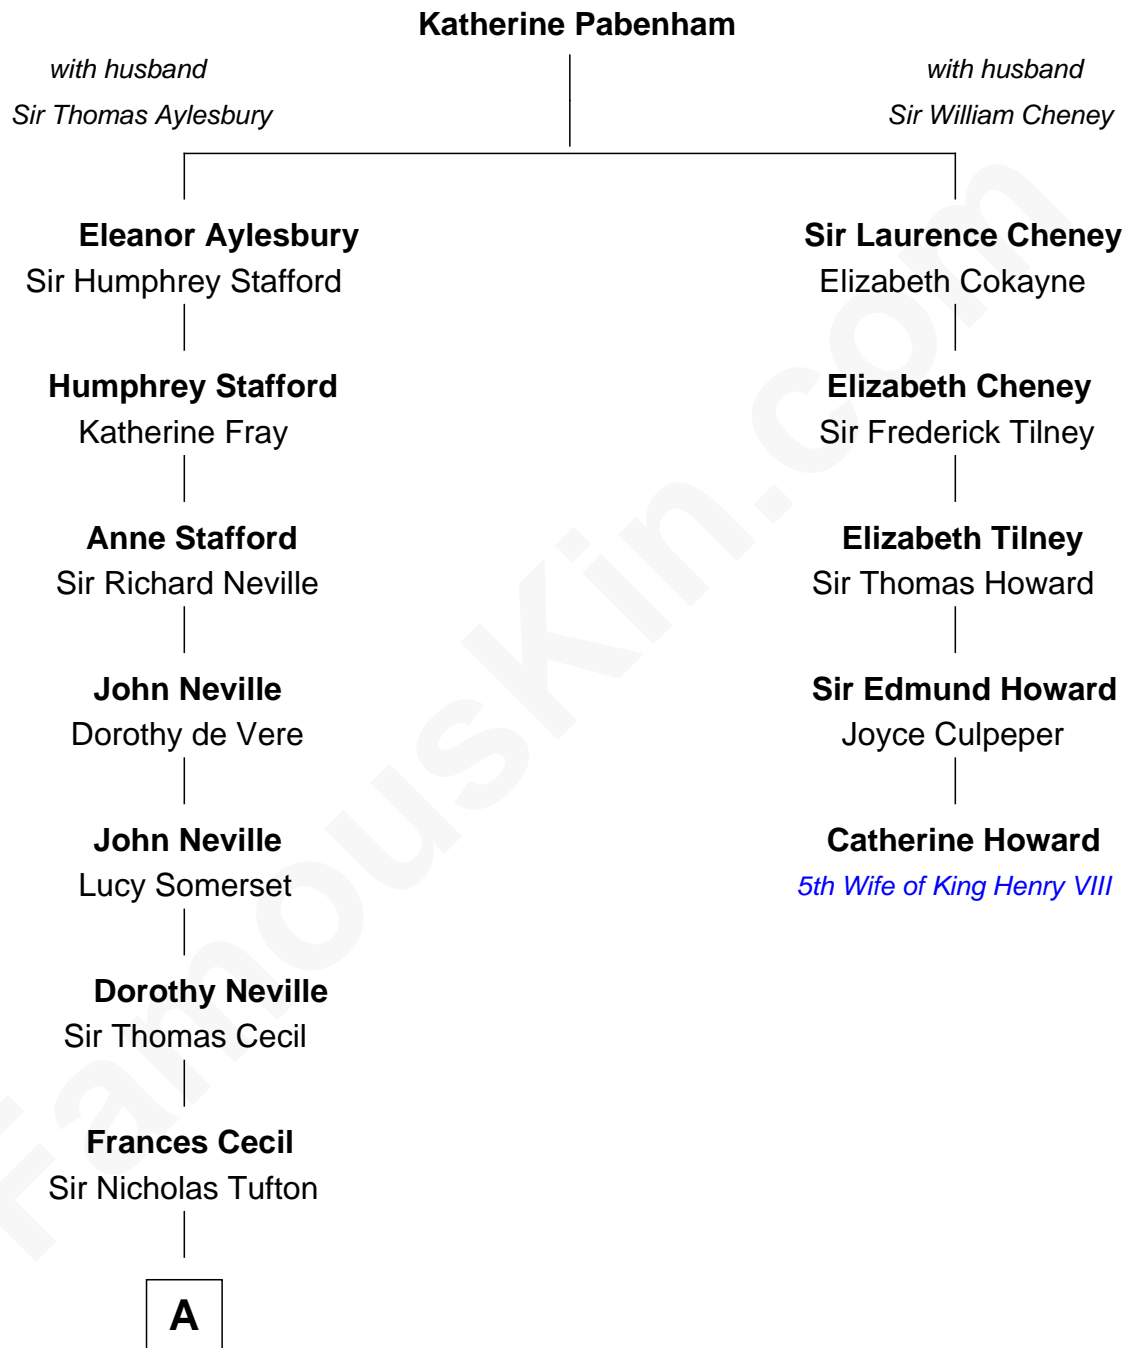 Katherine Pabenham
with husband
Sir Thomas Aylesbury
with husband
Sir William Cheney
Eleanor Aylesbury
Sir Humphrey Stafford
Sir Laurence Cheney
Elizabeth Cokayne
Humphrey Stafford
Katherine Fray
Elizabeth Cheney
Sir Frederick Tilney
Anne Stafford
Sir Richard Neville
Elizabeth Tilney
Sir Thomas Howard
John Neville
Dorothy de Vere
Sir Edmund Howard
Joyce Culpeper
John Neville
Lucy Somerset
Catherine Howard
5th Wife of King Henry VIII
Dorothy Neville
Sir Thomas Cecil
Frances Cecil
Sir Nicholas Tufton
A
FamousKin.com